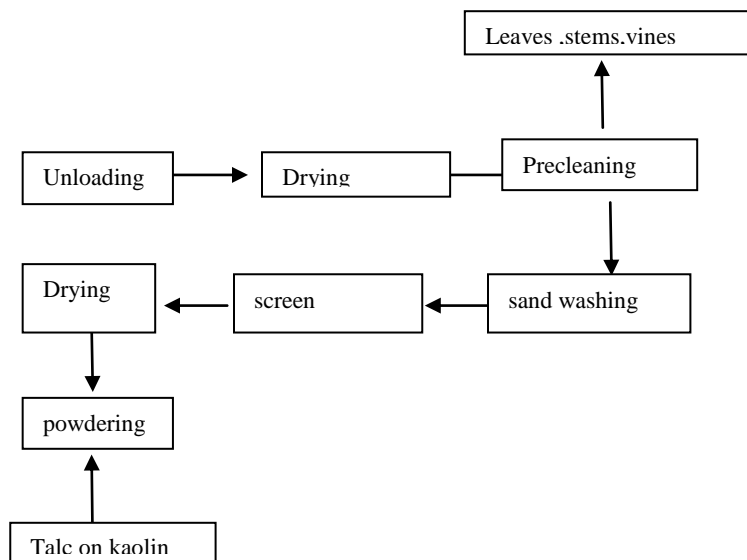 Leaves .stems.vines
Unloading
Drying
Precleaning
Drying
screen
sand washing
powdering
Talc on kaolin